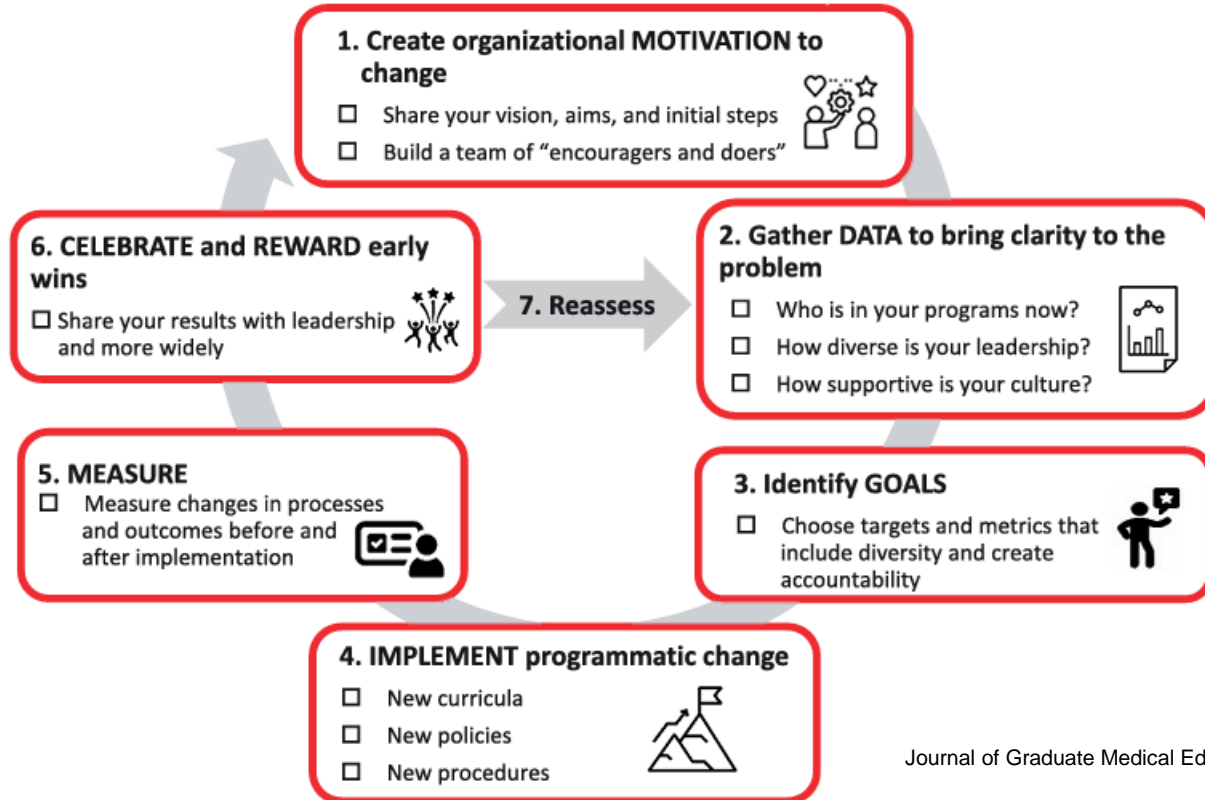 1. Create organizational MOTIVATION to
change
☐ Share your vision, aims, and initial steps
☐ Build a team of “encouragers and doers”
2. Gather DATA to bring clarity to the
problem
☐ Who is in your programs now?
☐ How diverse is your leadership?
☐ How supportive is your culture?
3. Identify GOALS
☐ Choose targets and metrics that
include diversity and create
accountability
4. IMPLEMENT programmatic change
☐ New curricula
☐ New policies
☐ New procedures
5. MEASURE
☐ Measure changes in processes
and outcomes before and
after implementation
6. CELEBRATE and REWARD early
wins
☐ Share your results with leadership
and more widely
7. Reassess
Journal of Graduate Medical Ed